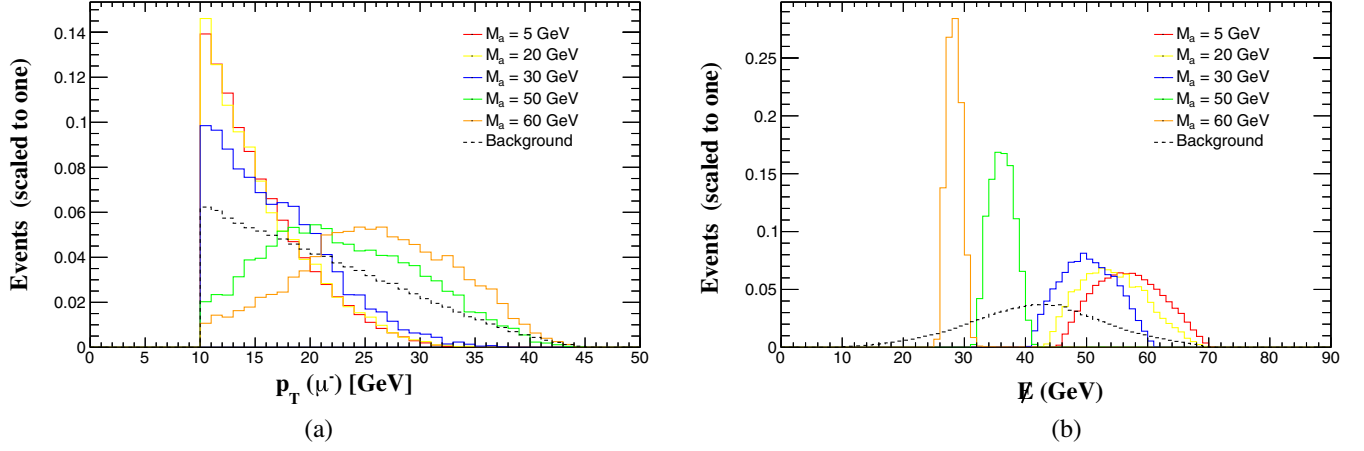 Events (scaled to one)
0.14
0.12
0.1
0.08
0.06
0.04
0.02
0
M_a = 5 GeV
M_a = 20 GeV
M_a = 30 GeV
M_a = 50 GeV
M_a = 60 GeV
Background
0 5 10 15 20 25 30 35 40 45 50
p_T (μ⁻) [GeV]
(a)
Events (scaled to one)
0.25
0.2
0.15
0.1
0.05
0
M_a = 5 GeV
M_a = 20 GeV
M_a = 30 GeV
M_a = 50 GeV
M_a = 60 GeV
Background
0 10 20 30 40 50 60 70 80 90
E̸ (GeV)
(b)